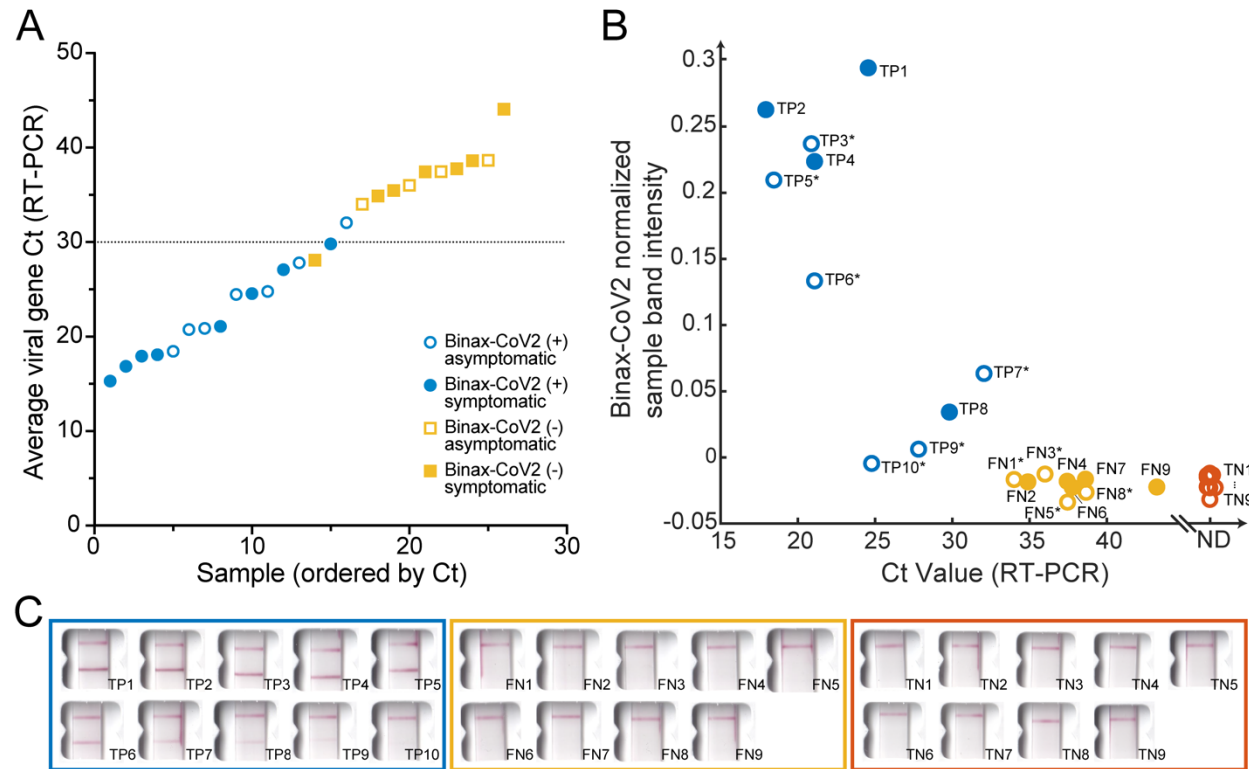 A
Average viral gene Ct (RT-PCR)
50
40
30
20
10
0
0
10
20
30
Sample (ordered by Ct)
Binax-CoV2 (+)
asymptomatic
Binax-CoV2 (+)
symptomatic
Binax-CoV2 (-)
asymptomatic
Binax-CoV2 (-)
symptomatic
B
Binax-CoV2 normalized
sample band intensity
0.3
0.25
0.2
0.15
0.1
0.05
0
-0.05
15
20
25
30
35
40
ND
Ct Value (RT-PCR)
TP1
TP2
TP3*
TP4
TP5*
TP6*
TP7*
TP8
TP9*
TP10*
FN1*
FN3*
FN4
FN7
FN9
FN2
FN8*
FN5*
FN6
TN1
⋮
TN9
C
TP1 TP2 TP3 TP4 TP5
TP6 TP7 TP8 TP9 TP10
FN1 FN2 FN3 FN4 FN5
FN6 FN7 FN8 FN9
TN1 TN2 TN3 TN4 TN5
TN6 TN7 TN8 TN9